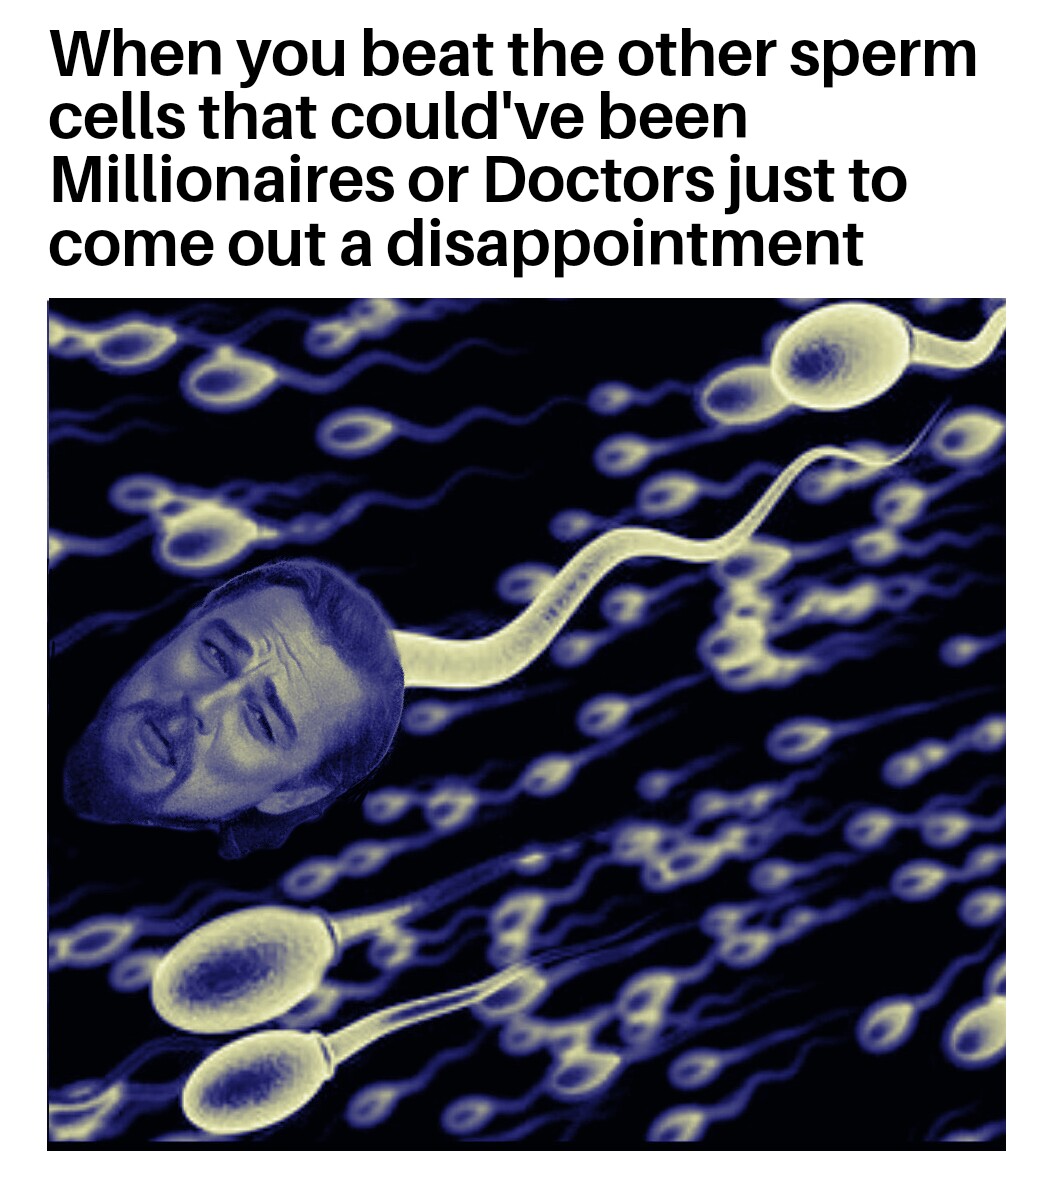 When you beat the other sperm
cells that could've been
Millionaires or Doctors just to
come out a disappointment